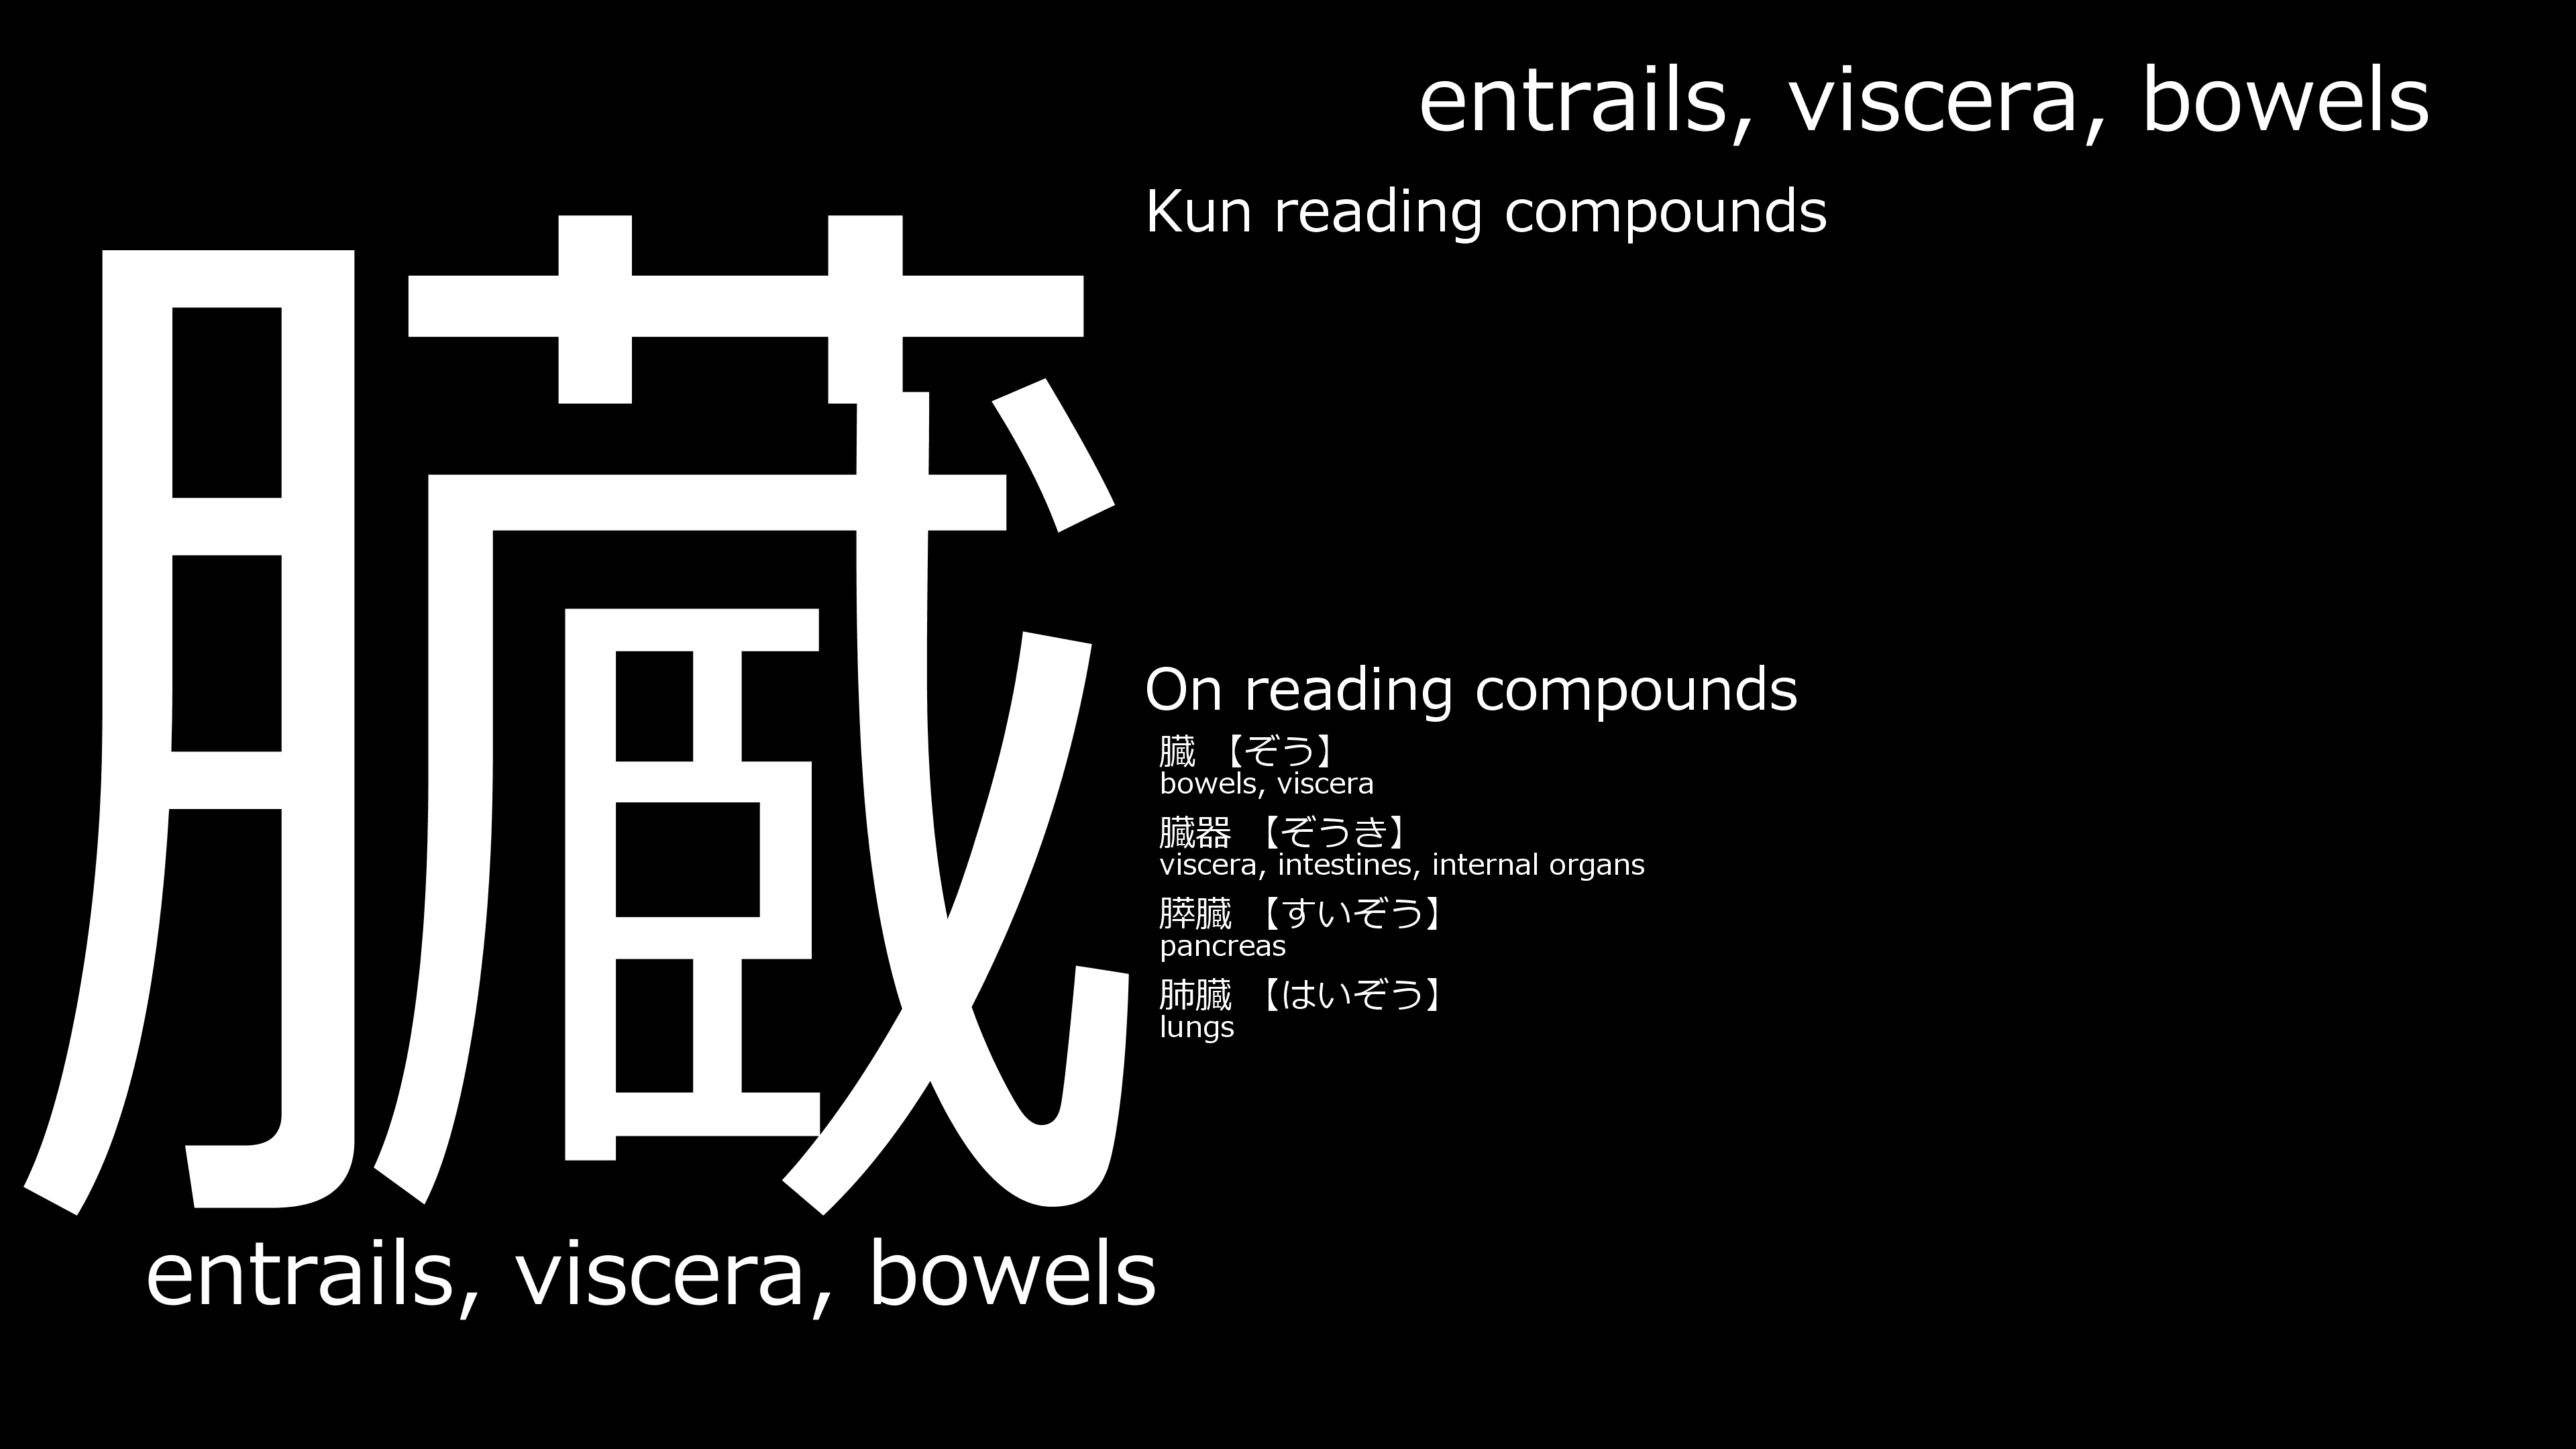 臓
entrails, viscera, bowels
entrails, viscera, bowels
Kun reading compounds
On reading compounds
臓 【ぞう】
bowels, viscera
臓器 【ぞうき】
viscera, intestines, internal organs
膵臓 【すいぞう】
pancreas
肺臓 【はいぞう】
lungs